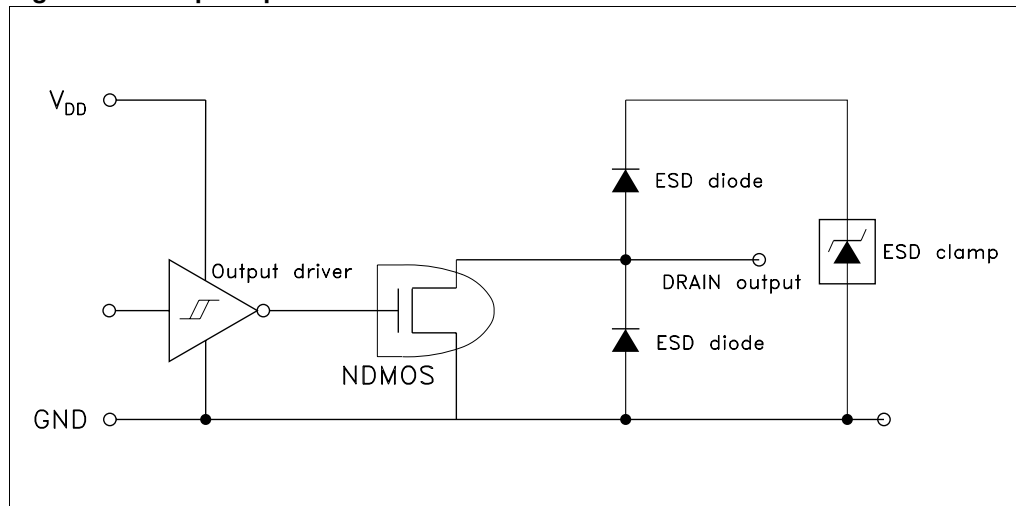 V_DD
ESD diode
Output driver
ESD clamp
DRAIN output
ESD diode
NDMOS
GND